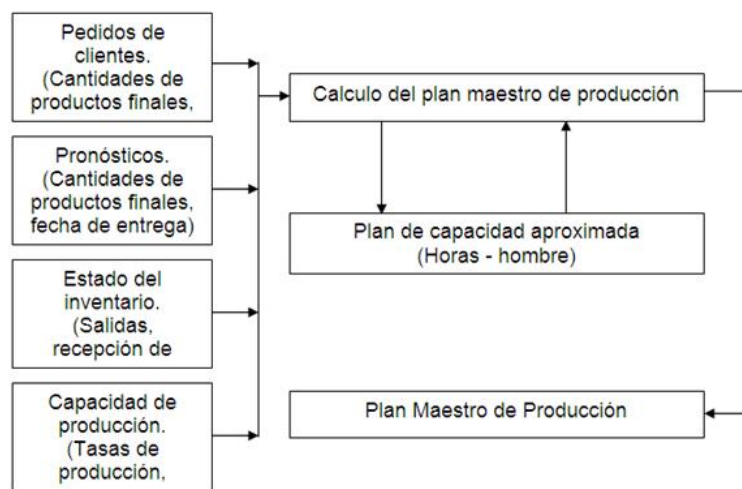 Pedidos de
clientes.
(Cantidades de
productos finales,
Pronósticos.
(Cantidades de
productos finales,
fecha de entrega)
Estado del
inventario.
(Salidas,
recepción de
Capacidad de
producción.
(Tasas de
producción,
Calculo del plan maestro de producción
Plan de capacidad aproximada
(Horas - hombre)
Plan Maestro de Producción